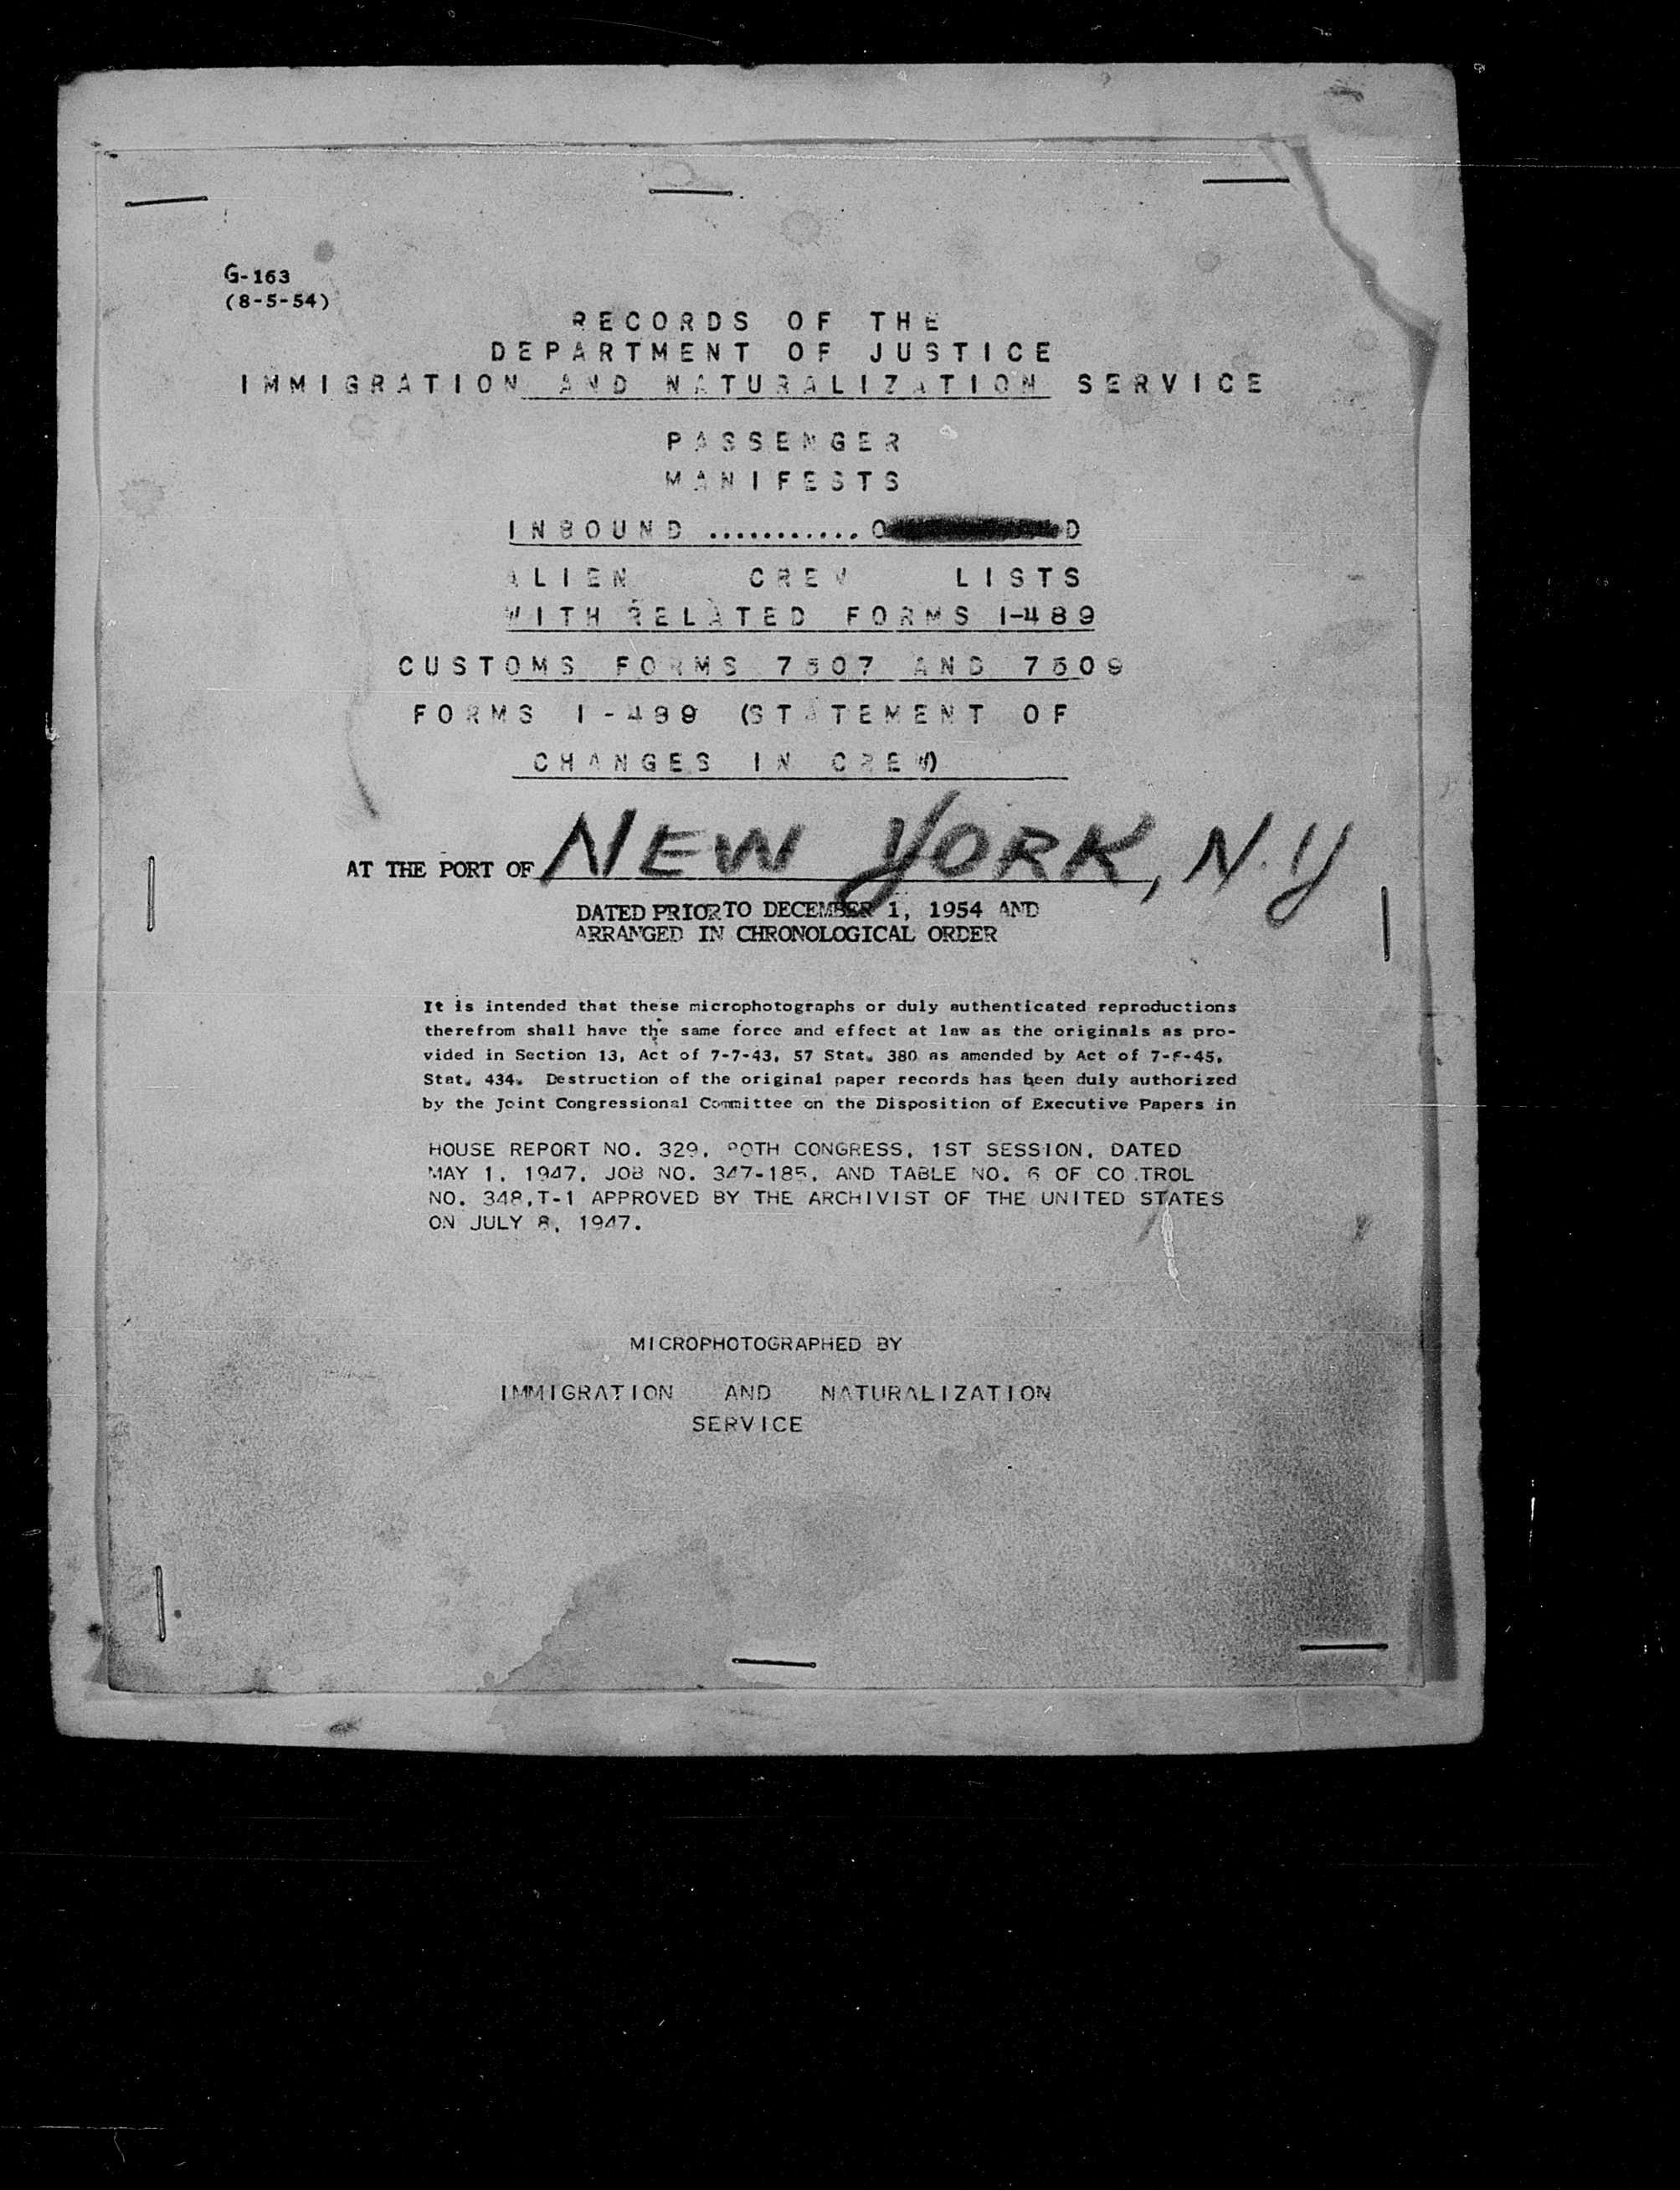 G-163
(8-5-54)
RECORDS OF THE
DEPARTMENT OF JUSTICE
IMMIGRATION AND NATURALIZATION SERVICE
PASSENGER
MANIFESTS
INBOUND ........... O D
ALIEN CREW LISTS
WITH RELATED FORMS I-489
CUSTOMS FORMS 7507 AND 7509
FORMS I-489 (STATEMENT OF
CHANGES IN CREW)
AT THE PORT OF NEW YORK, N.Y
DATED PRIOR TO DECEMBER 1, 1954 AND
ARRANGED IN CHRONOLOGICAL ORDER
It is intended that these microphotographs or duly authenticated reproductions
therefrom shall have the same force and effect at law as the originals as pro-
vided in Section 13, Act of 7-7-43, 57 Stat. 380 as amended by Act of
Stat. 434. Destruction of the original paper records has been duly authorized
by the Joint Congressional Committee on the Disposition of Executive Papers in
HOUSE REPORT NO. 329, 80TH CONGRESS, 1ST SESSION, DATED
MAY 1, 1947, JOB NO. 347-185, AND TABLE NO. 6 OF CO TROL
NO. 348,T-1 APPROVED BY THE ARCHIVIST OF THE UNITED STATES
ON JULY 8, 1947.
MICROPHOTOGRAPHED BY
IMMIGRATION AND NATURALIZATION
SERVICE